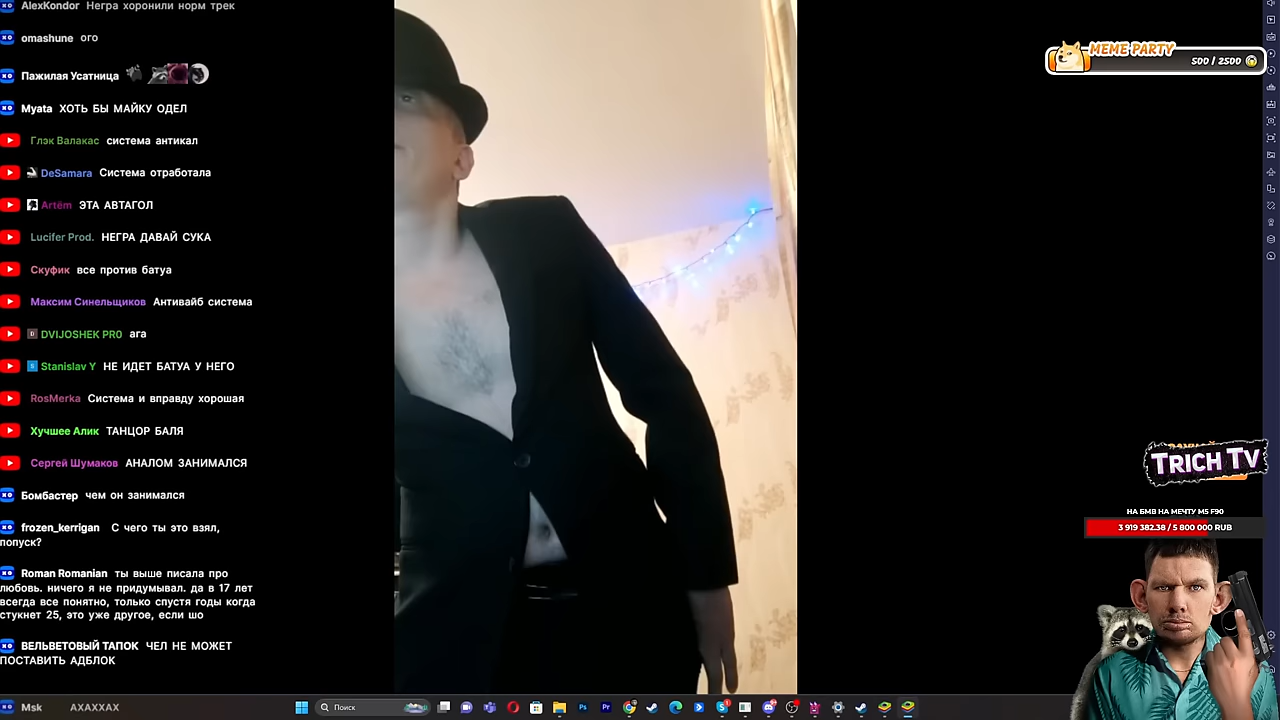 AlexKondor Негра хоронили норм трек
omashune ого
Пажилая Усатница
Myata ХОТЬ БЫ МАЙКУ ОДЕЛ
Глэк Валакас система антикал
DeSamara Система отработала
Artëm ЭТА АВТАГОЛ
Lucifer Prod. НЕГРА ДАВАЙ СУКА
Скуфик все против батуа
Максим Синельщиков Антивайб система
DVIJOSHEK PR0 ага
Stanislav Y НЕ ИДЕТ БАТУА У НЕГО
RosMerka Система и вправду хорошая
Хучшее Алик ТАНЦОР БАЛЯ
Сергей Шумаков АНАЛОМ ЗАНИМАЛСЯ
Бомбастер чем он занимался
frozen_kerrigan С чего ты это взял,
попуск?
Roman Romanian ты выше писала про
любовь. ничего я не придумывал. да в 17 лет
всегда все понятно, только спустя годы когда
стукнет 25, это уже другое, если шо
ВЕЛЬВЕТОВЫЙ ТАПОК ЧЕЛ НЕ МОЖЕТ
ПОСТАВИТЬ АДБЛОК
Msk АХАХХАХ
MEME PARTY
500 / 2500
TRICH TV
НА БМВ НА МЕЧТУ M5 F90
3 919 382.38 / 5 800 000 RUB
Поиск